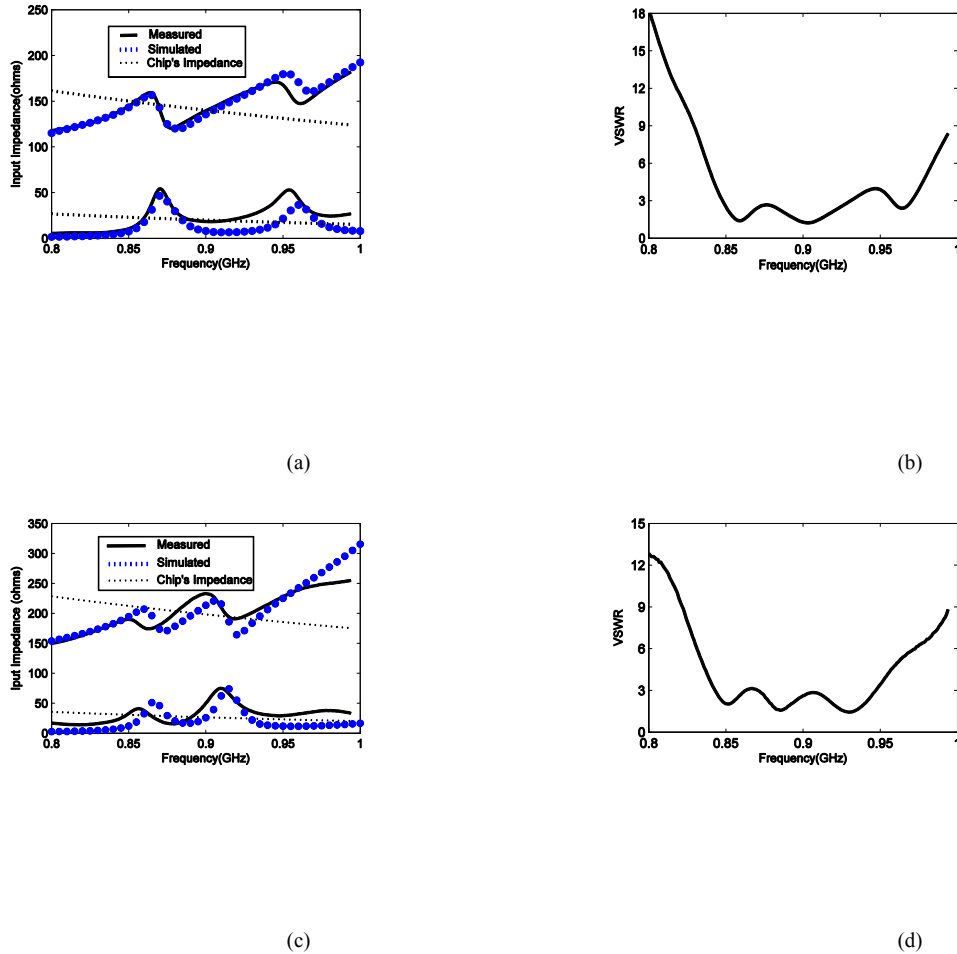 250
200
150
100
50
0
Input Impedance(ohms)
Measured
Simulated
Chip's Impedance
0.8 0.85 0.9 0.95 1
Frequency(GHz)
18
15
12
9
6
3
0
VSWR
0.8 0.85 0.9 0.95 1
Frequency(GHz)
(a)
(b)
350
300
250
200
150
100
50
0
Iput Impedance (ohms)
Measured
Simulated
Chip's Impedance
0.8 0.85 0.9 0.95 1
Frequency(GHz)
15
12
9
6
3
0
VSWR
0.8 0.85 0.9 0.95 1
Frequency(GHz)
(c)
(d)